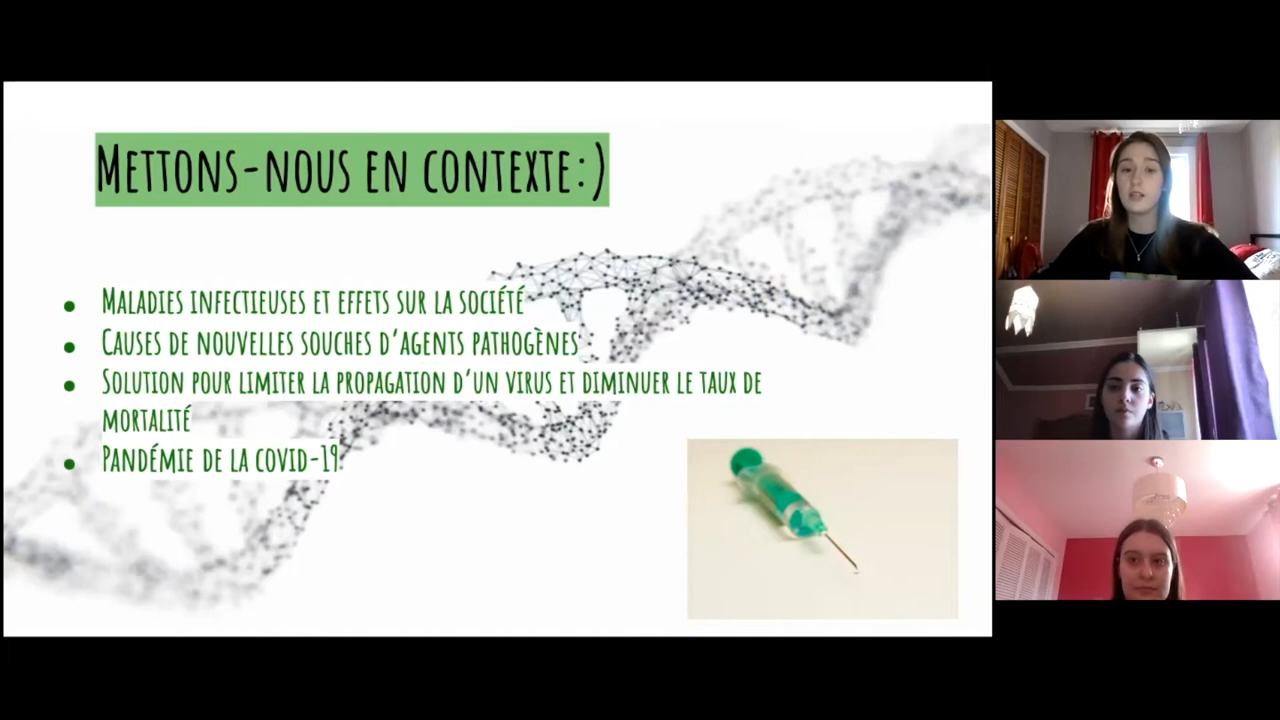 Mettons-nous en contexte:)
Maladies infectieuses et effets sur la société
Causes de nouvelles souches d'agents pathogènes
Solution pour limiter la propagation d'un virus et diminuer le taux de
mortalité
Pandémie de la covid-19